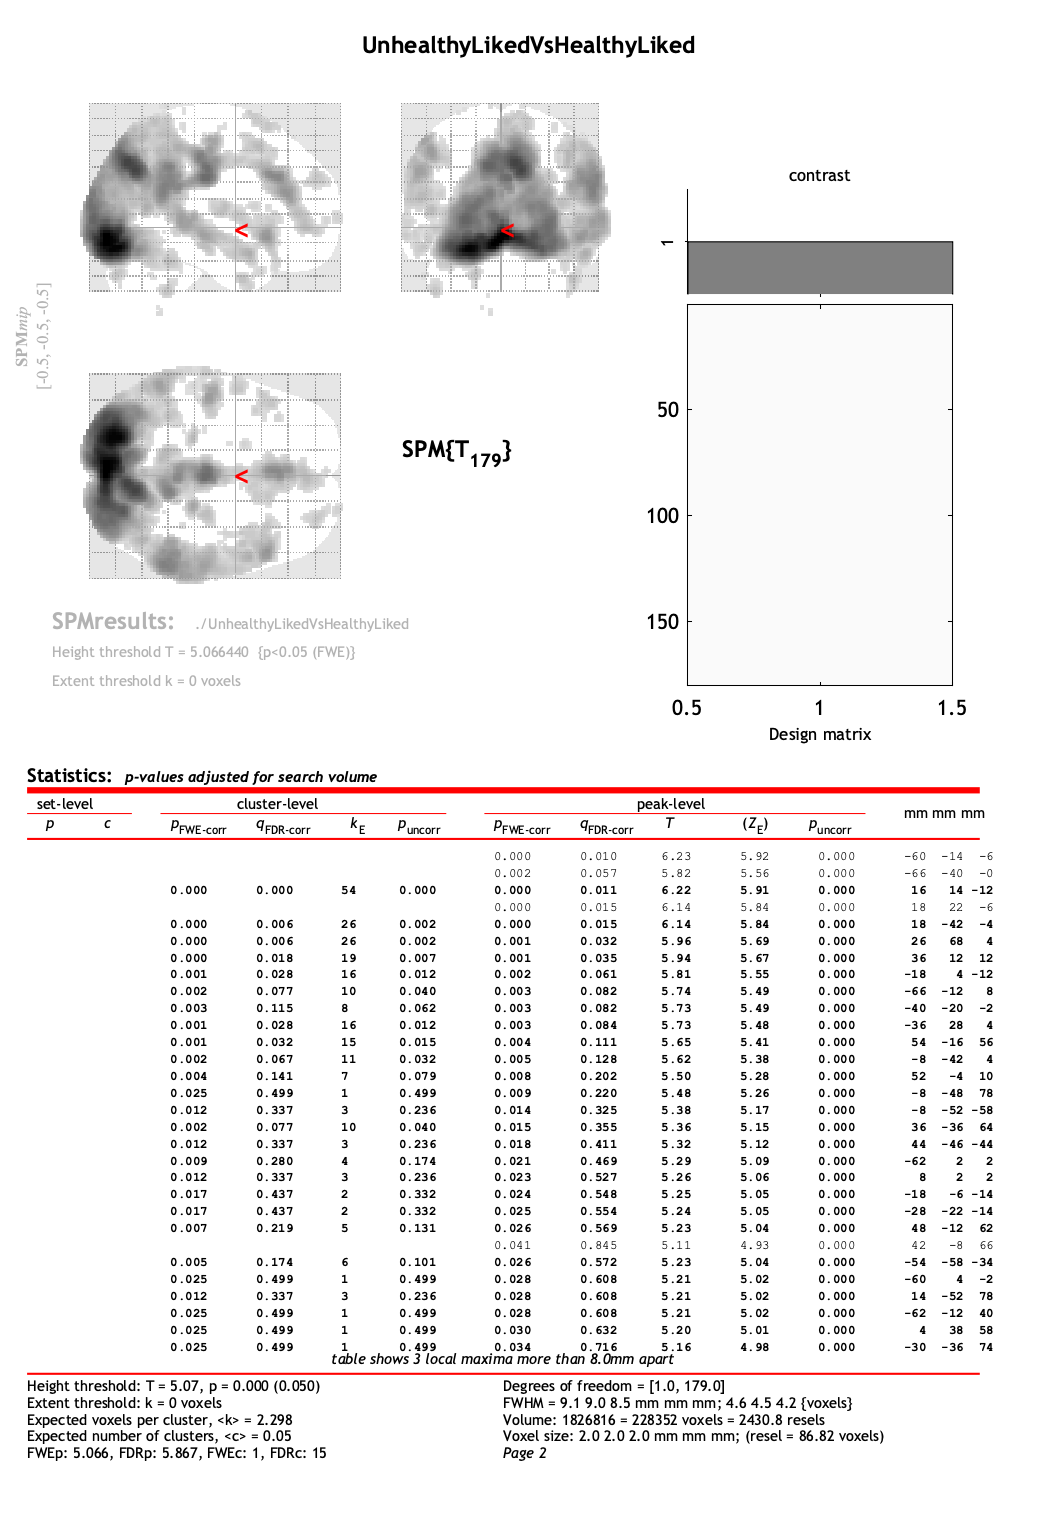 UnhealthyLikedVsHealthyLiked
contrast
1
<
<
SPMmip
[-0.5, -0.5, -0.5]
<
SPM{T179}
50
100
150
0.5 1 1.5
Design matrix
SPMresults: ./UnhealthyLikedVsHealthyLiked
Height threshold T = 5.066440 {p<0.05 (FWE)}
Extent threshold k = 0 voxels
Statistics: p-values adjusted for search volume
set-level cluster-level peak-level mm mm mm
p c pFWE-corr qFDR-corr kE puncorr pFWE-corr qFDR-corr T (ZE) puncorr
0.000 0.010 6.23 5.92 0.000 -60 -14 -6
0.002 0.057 5.82 5.56 0.000 -66 -40 -0
0.000 0.000 54 0.000 0.000 0.011 6.22 5.91 0.000 16 14 -12
0.000 0.015 6.14 5.84 0.000 18 22 -6
0.000 0.006 26 0.002 0.000 0.015 6.14 5.84 0.000 18 -42 -4
0.000 0.006 26 0.002 0.001 0.032 5.96 5.69 0.000 26 68 4
0.000 0.018 19 0.007 0.001 0.035 5.94 5.67 0.000 36 12 12
0.001 0.028 16 0.012 0.002 0.061 5.81 5.55 0.000 -18 4 -12
0.002 0.077 10 0.040 0.003 0.082 5.74 5.49 0.000 -66 -12 8
0.003 0.115 8 0.062 0.003 0.082 5.73 5.49 0.000 -40 -20 -2
0.001 0.028 16 0.012 0.003 0.084 5.73 5.48 0.000 -36 28 4
0.001 0.032 15 0.015 0.004 0.111 5.65 5.41 0.000 54 -16 56
0.002 0.067 11 0.032 0.005 0.128 5.62 5.38 0.000 -8 -42 4
0.004 0.141 7 0.079 0.008 0.202 5.50 5.28 0.000 52 -4 10
0.025 0.499 1 0.499 0.009 0.220 5.48 5.26 0.000 -8 -48 78
0.012 0.337 3 0.236 0.014 0.325 5.38 5.17 0.000 -8 -52 -58
0.002 0.077 10 0.040 0.015 0.355 5.36 5.15 0.000 36 -36 64
0.012 0.337 3 0.236 0.018 0.411 5.32 5.12 0.000 44 -46 -44
0.009 0.280 4 0.174 0.021 0.469 5.29 5.09 0.000 -62 2 2
0.012 0.337 3 0.236 0.023 0.527 5.26 5.06 0.000 8 2 2
0.017 0.437 2 0.332 0.024 0.548 5.25 5.05 0.000 -18 -6 -14
0.017 0.437 2 0.332 0.025 0.554 5.24 5.05 0.000 -28 -22 -14
0.007 0.219 5 0.131 0.026 0.569 5.23 5.04 0.000 48 -12 62
0.041 0.845 5.11 4.93 0.000 42 -8 66
0.005 0.174 6 0.101 0.026 0.572 5.23 5.04 0.000 -54 -58 -34
0.025 0.499 1 0.499 0.028 0.608 5.21 5.02 0.000 -60 4 -2
0.012 0.337 3 0.236 0.028 0.608 5.21 5.02 0.000 14 -52 78
0.025 0.499 1 0.499 0.028 0.608 5.21 5.02 0.000 -62 -12 40
0.025 0.499 1 0.499 0.030 0.632 5.20 5.01 0.000 4 38 58
0.025 0.499 1 0.499 0.034 0.716 5.16 4.98 0.000 -30 -36 74
table shows 3 local maxima more than 8.0mm apart
Height threshold: T = 5.07, p = 0.000 (0.050)
Extent threshold: k = 0 voxels
Expected voxels per cluster, <k> = 2.298
Expected number of clusters, <c> = 0.05
FWEp: 5.066, FDRp: 5.867, FWEc: 1, FDRc: 15
Degrees of freedom = [1.0, 179.0]
FWHM = 9.1 9.0 8.5 mm mm mm; 4.6 4.5 4.2 {voxels}
Volume: 1826816 = 228352 voxels = 2430.8 resels
Voxel size: 2.0 2.0 2.0 mm mm mm; (resel = 86.82 voxels)
Page 2